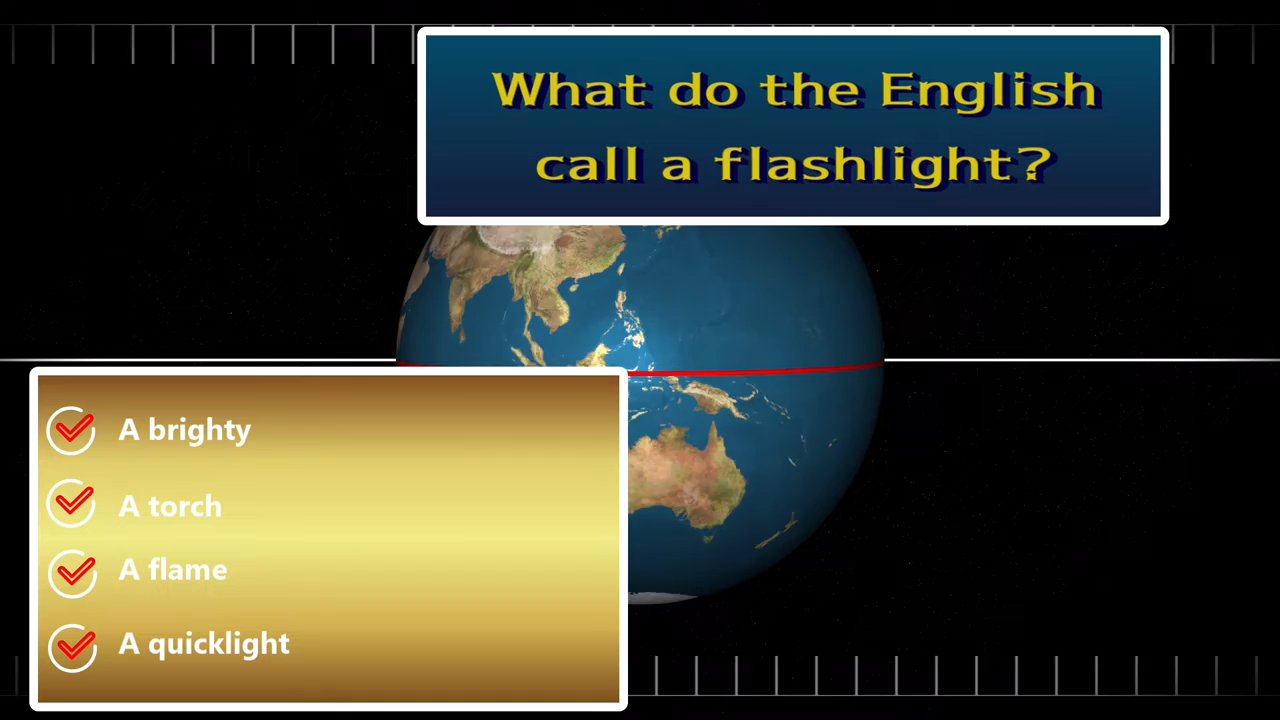 What do the English
call a flashlight?
A brighty
A torch
A flame
A quicklight